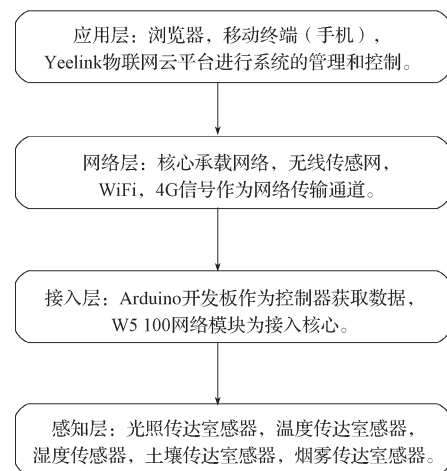 应用层：浏览器，移动终端（手机），
Yeelink物联网云平台进行系统的管理和控制。
网络层：核心承载网络，无线传感网，
WiFi，4G信号作为网络传输通道。
接入层：Arduino开发板作为控制器获取数据，
W5 100网络模块为接入核心。
感知层：光照传达室感器，温度传达室感器，
湿度传感器，土壤传达室感器，烟雾传达室感器。